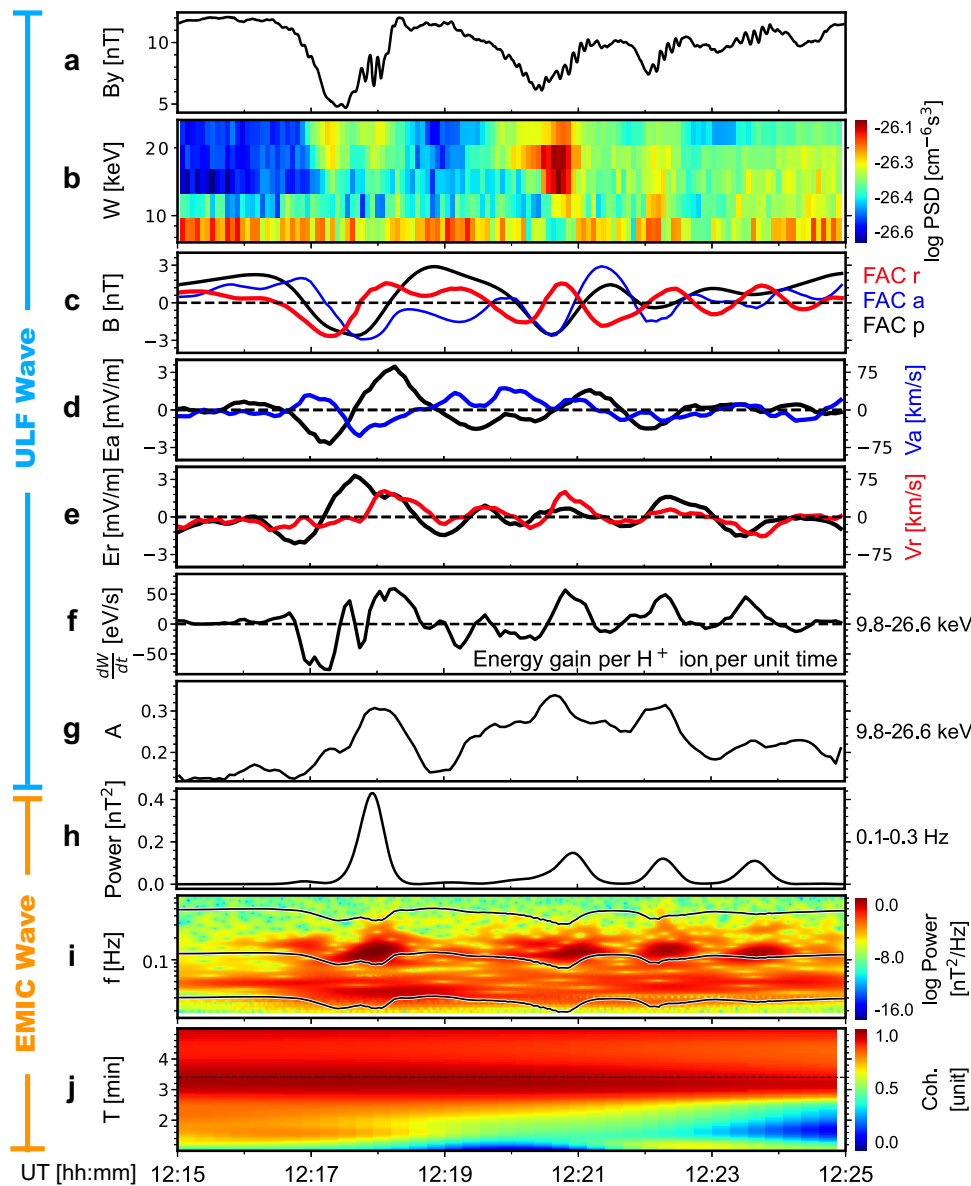 ULF Wave
EMIC Wave
a
By [nT]
10
5
b
W [keV]
20
10
-26.1
-26.3
-26.4
-26.6
log PSD [cm⁻⁶s³]
c
B [nT]
3
0
−3
FAC r
FAC a
FAC p
d
Ea [mV/m]
3
0
−3
75
0
−75
Va [km/s]
e
Er [mV/m]
3
0
−3
75
0
−75
Vr [km/s]
f
dW/dt [eV/s]
50
0
−50
Energy gain per H⁺ ion per unit time
9.8-26.6 keV
g
A
0.3
0.2
9.8-26.6 keV
h
Power [nT²]
0.4
0.2
0.0
0.1-0.3 Hz
i
f [Hz]
0.1
0.0
-8.0
-16.0
log Power
[nT²/Hz]
j
T [min]
4
3
2
1.0
0.5
0.0
Coh.
[unit]
UT [hh:mm]
12:15
12:17
12:19
12:21
12:23
12:25